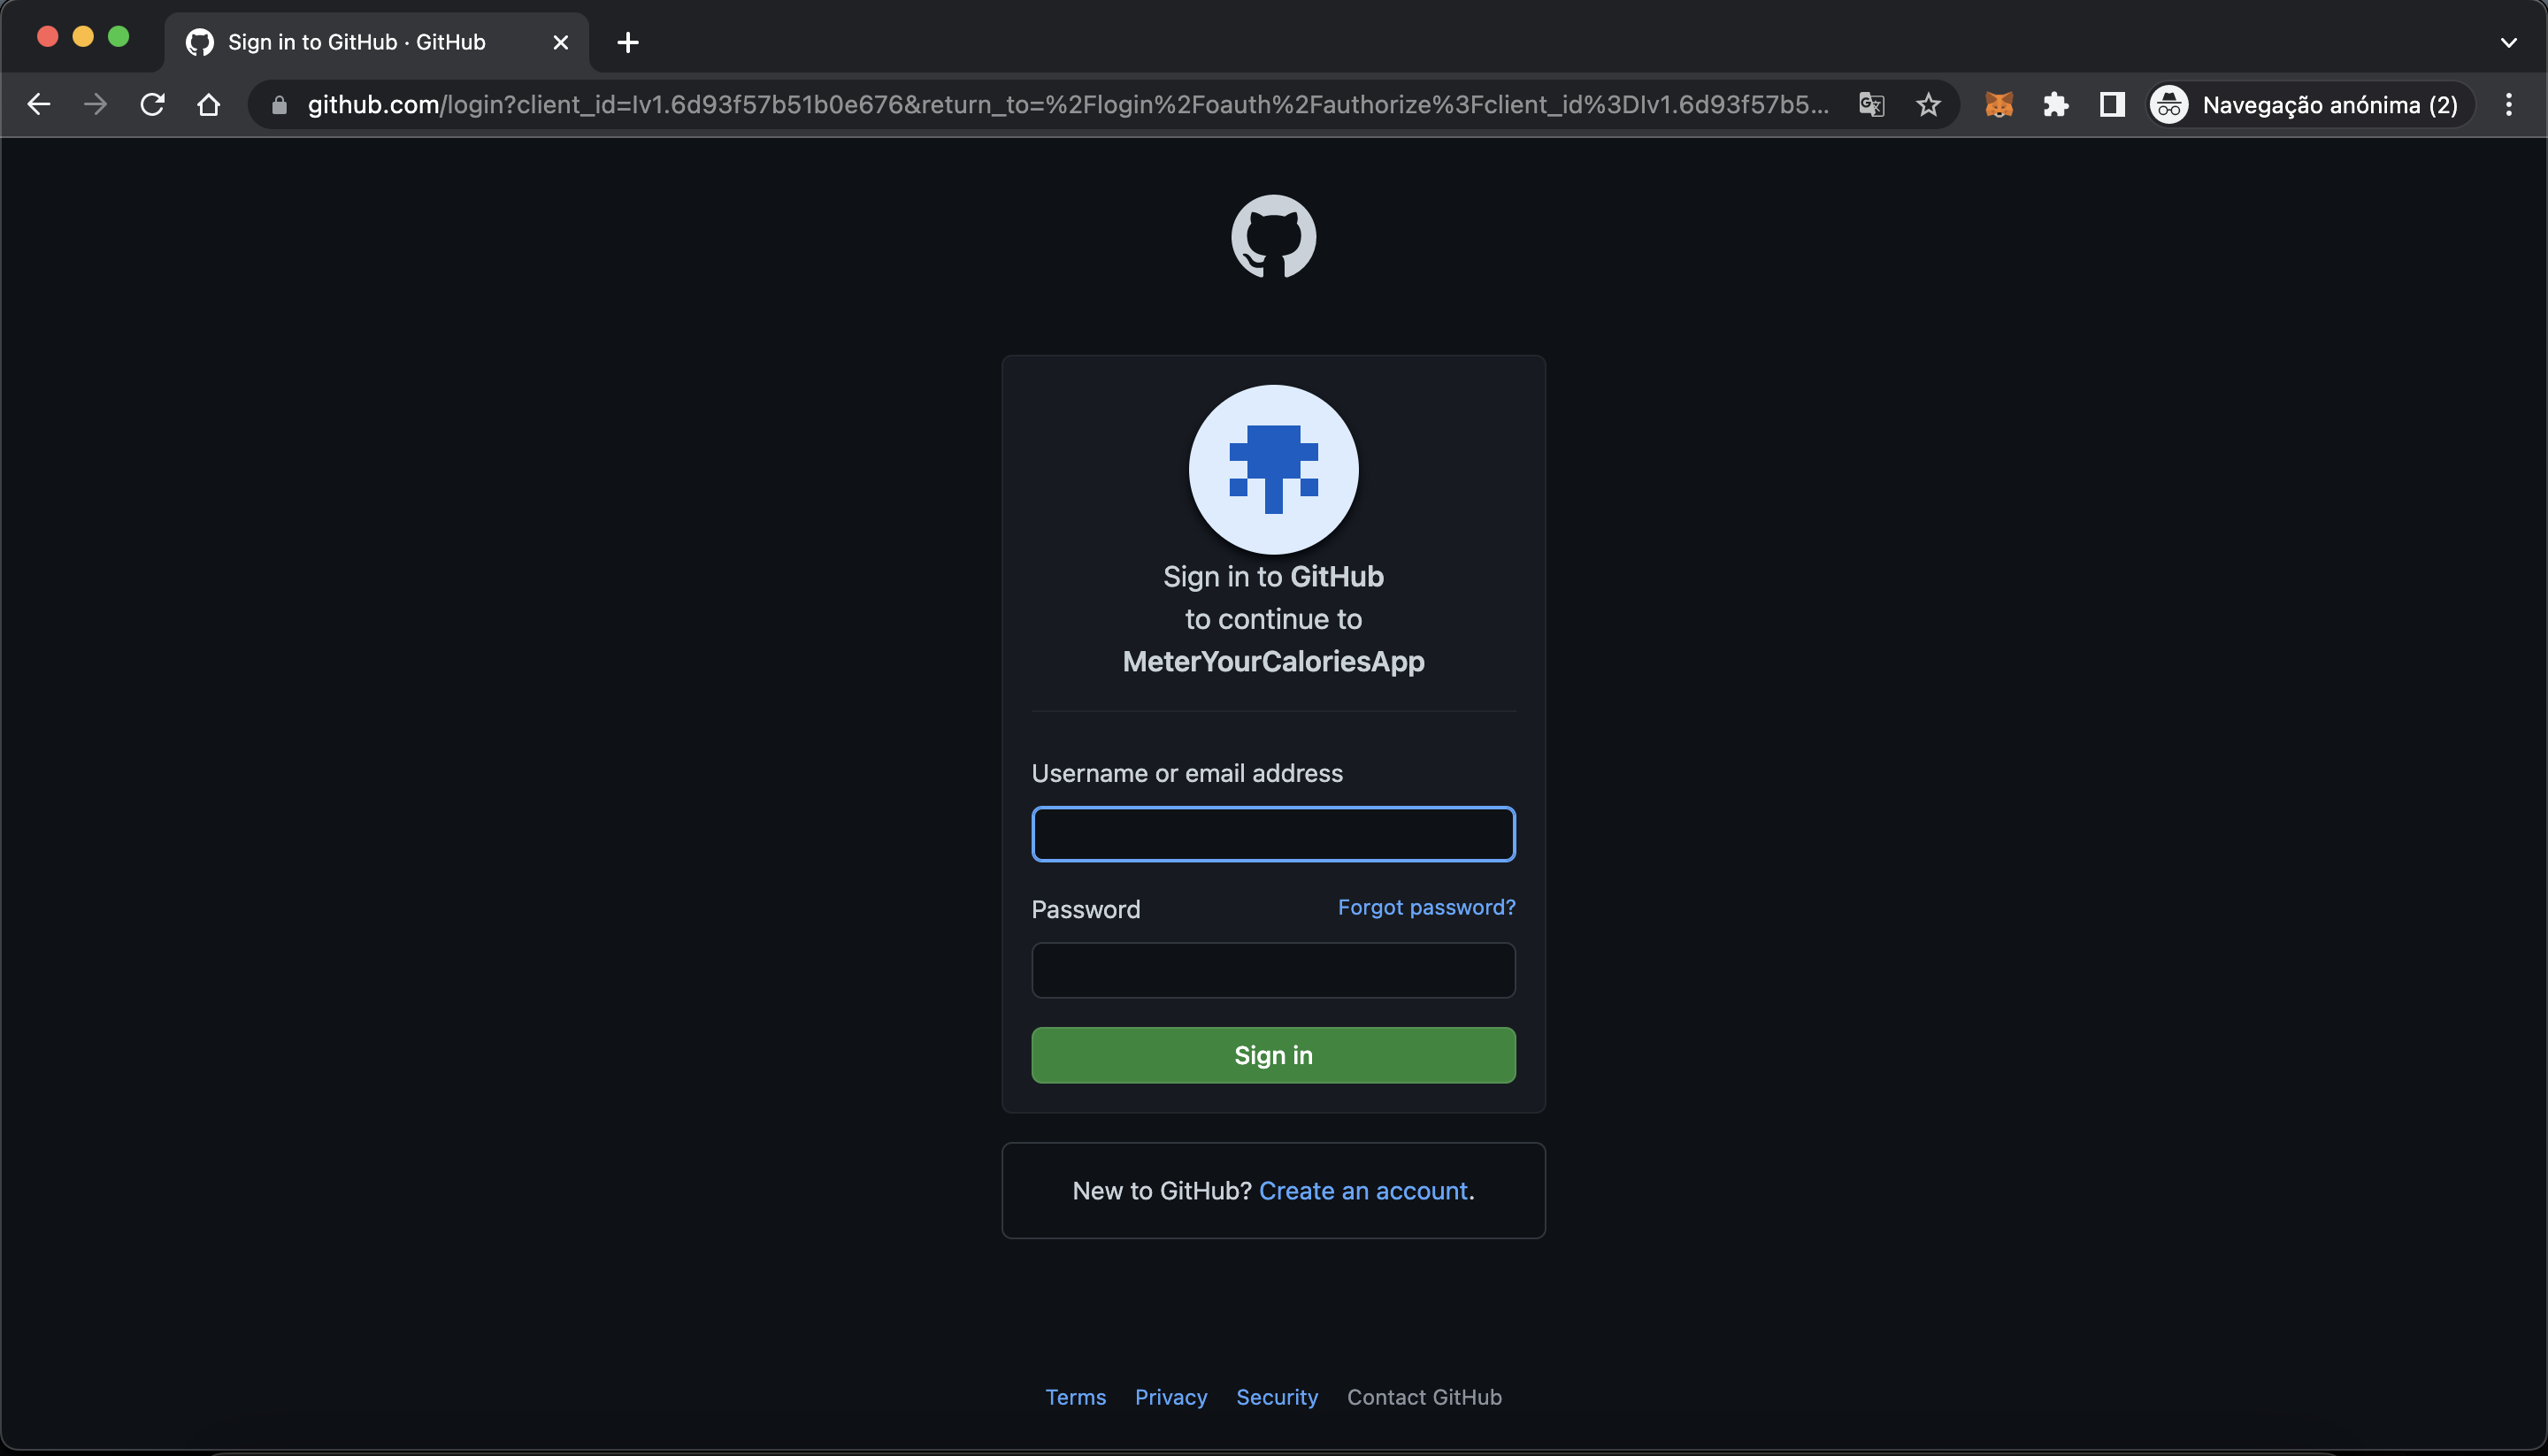 Sign in to GitHub · GitHub
github.com/login?client_id=Iv1.6d93f57b51b0e676&return_to=%2Flogin%2Foauth%2Fauthorize%3Fclient_id%3DIv1.6d93f57b5...
Navegação anónima (2)
Sign in to GitHub
to continue to
MeterYourCaloriesApp
Username or email address
Password
Forgot password?
Sign in
New to GitHub? Create an account.
Terms Privacy Security Contact GitHub